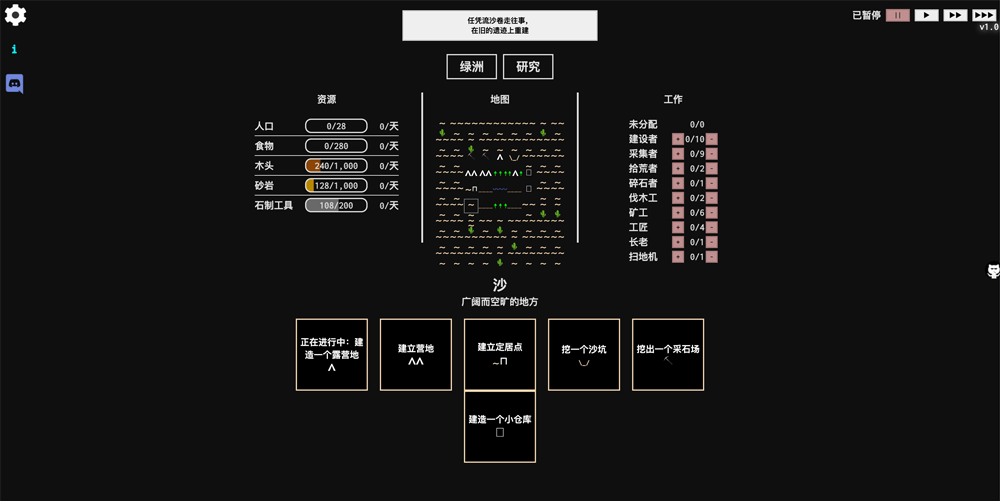 任凭流沙卷走往事,
在旧的遗迹上重建
已暂停
v1.0
绿洲
研究
资源
地图
工作
人口 0/28 0/天
食物 0/280 0/天
木头 240/1,000 0/天
砂岩 128/1,000 0/天
石制工具 108/200 0/天
未分配 0/0
建设者 + 0/10 -
采集者 + 0/9 -
拾荒者 + 0/2 -
碎石者 + 0/1 -
伐木工 + 0/2 -
矿工 + 0/6 -
工匠 + 0/4 -
长老 + 0/1 -
扫地机 + 0/1 -
沙
广阔而空旷的地方
正在进行中: 建
造一个露营地
建立营地
建立定居点
挖一个沙坑
挖出一个采石场
建造一个小仓库